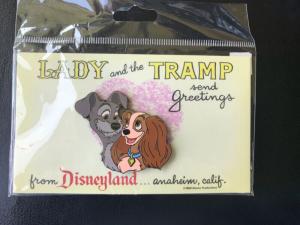 LADY and the TRAMP
send
Greetings
from Disneyland... anaheim, calif.